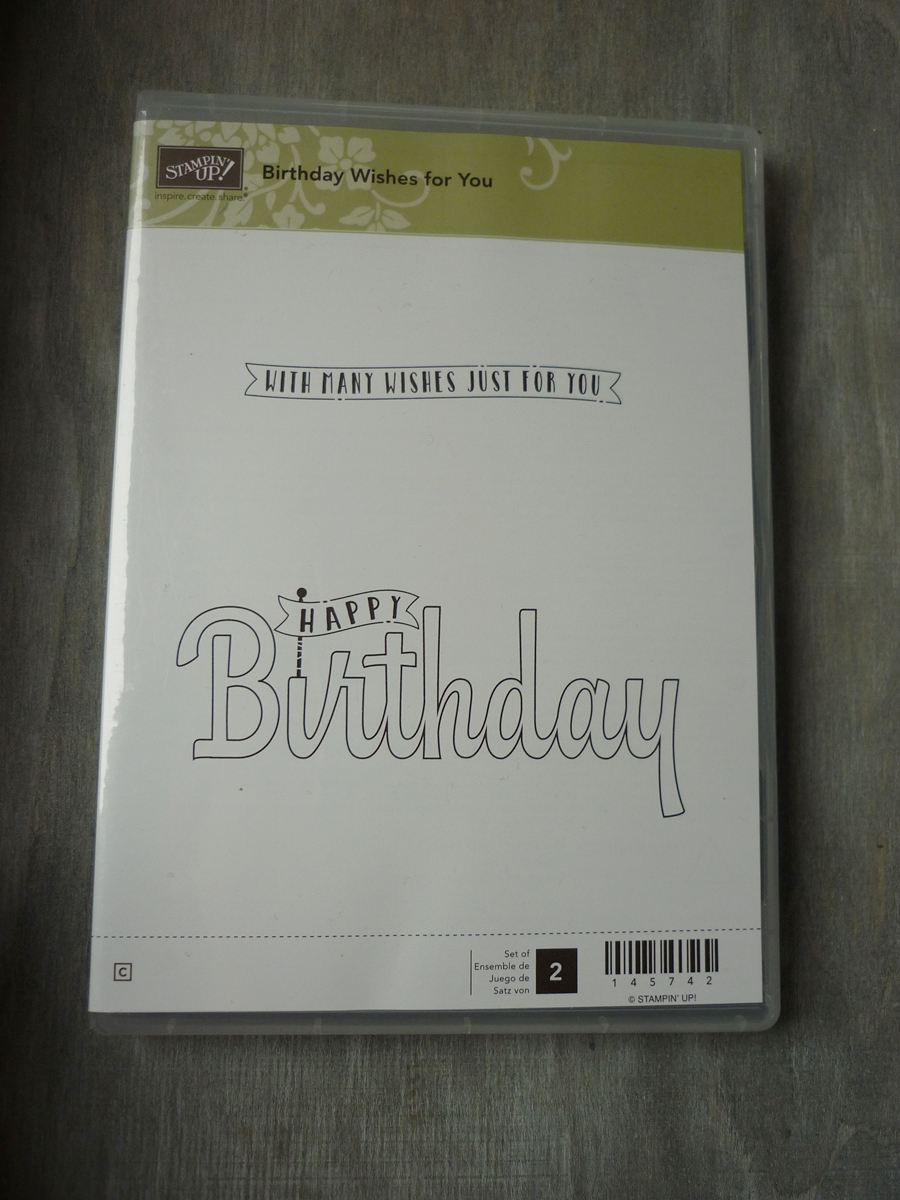 STAMPIN' UP!®
inspire. create. share.®
Birthday Wishes for You
WITH MANY WISHES JUST FOR YOU
HAPPY
Birthday
C
Set of
Ensemble de
Juego de
Satz von
2
1 4 5 7 4 2
© STAMPIN' UP!